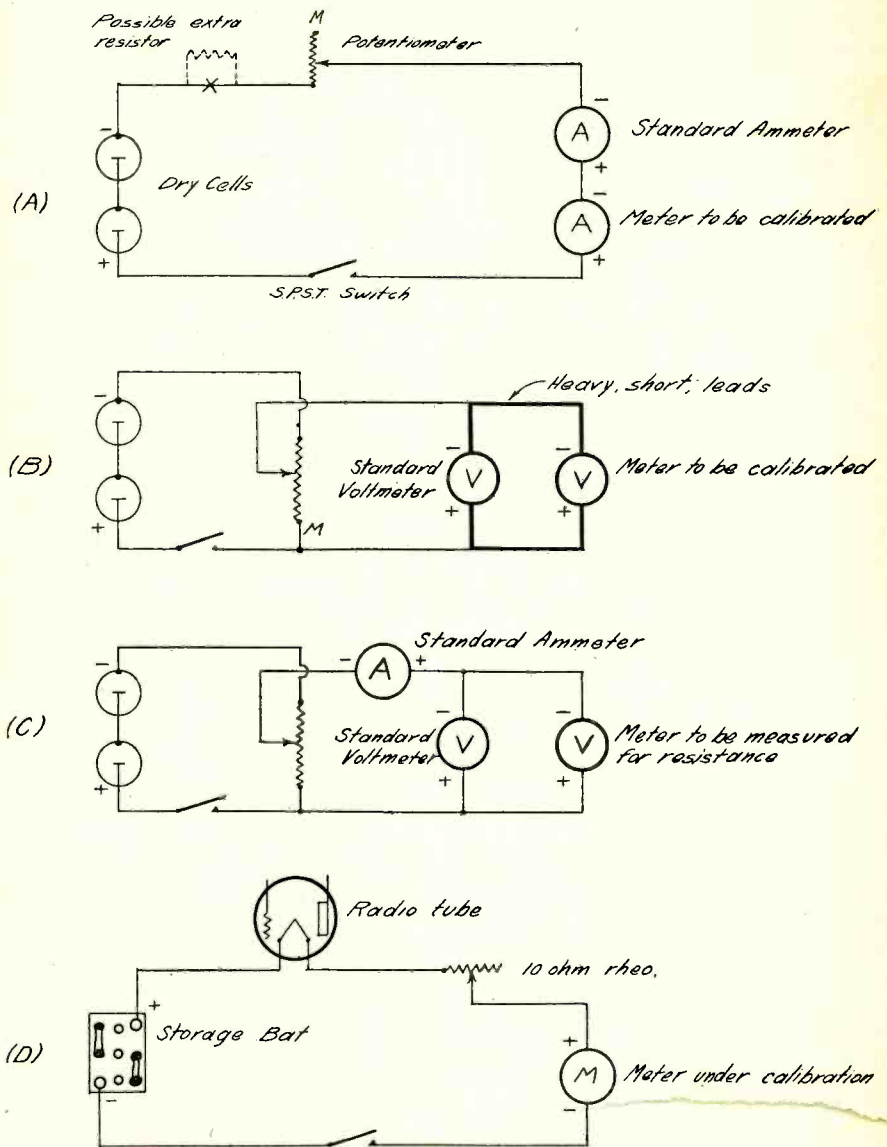 Possible extra
resistor
M
Potentiometer
- Standard Ammeter
A
+
(A)
-
Dry Cells
+
-
A
+
Meter to be calibrated
S.P.S.T. Switch
Heavy, short, leads
(B)
-
+
M
Standard
Voltmeter
-
V
+
-
V
+
Meter to be calibrated
Standard Ammeter
- A +
(C)
-
+
Standard
Voltmeter
-
V
+
-
V
+
Meter to be measured
for resistance
Radio tube
10 ohm rheo.
(D)
+
Storage Bat
-
+
M
-
Meter under calibration